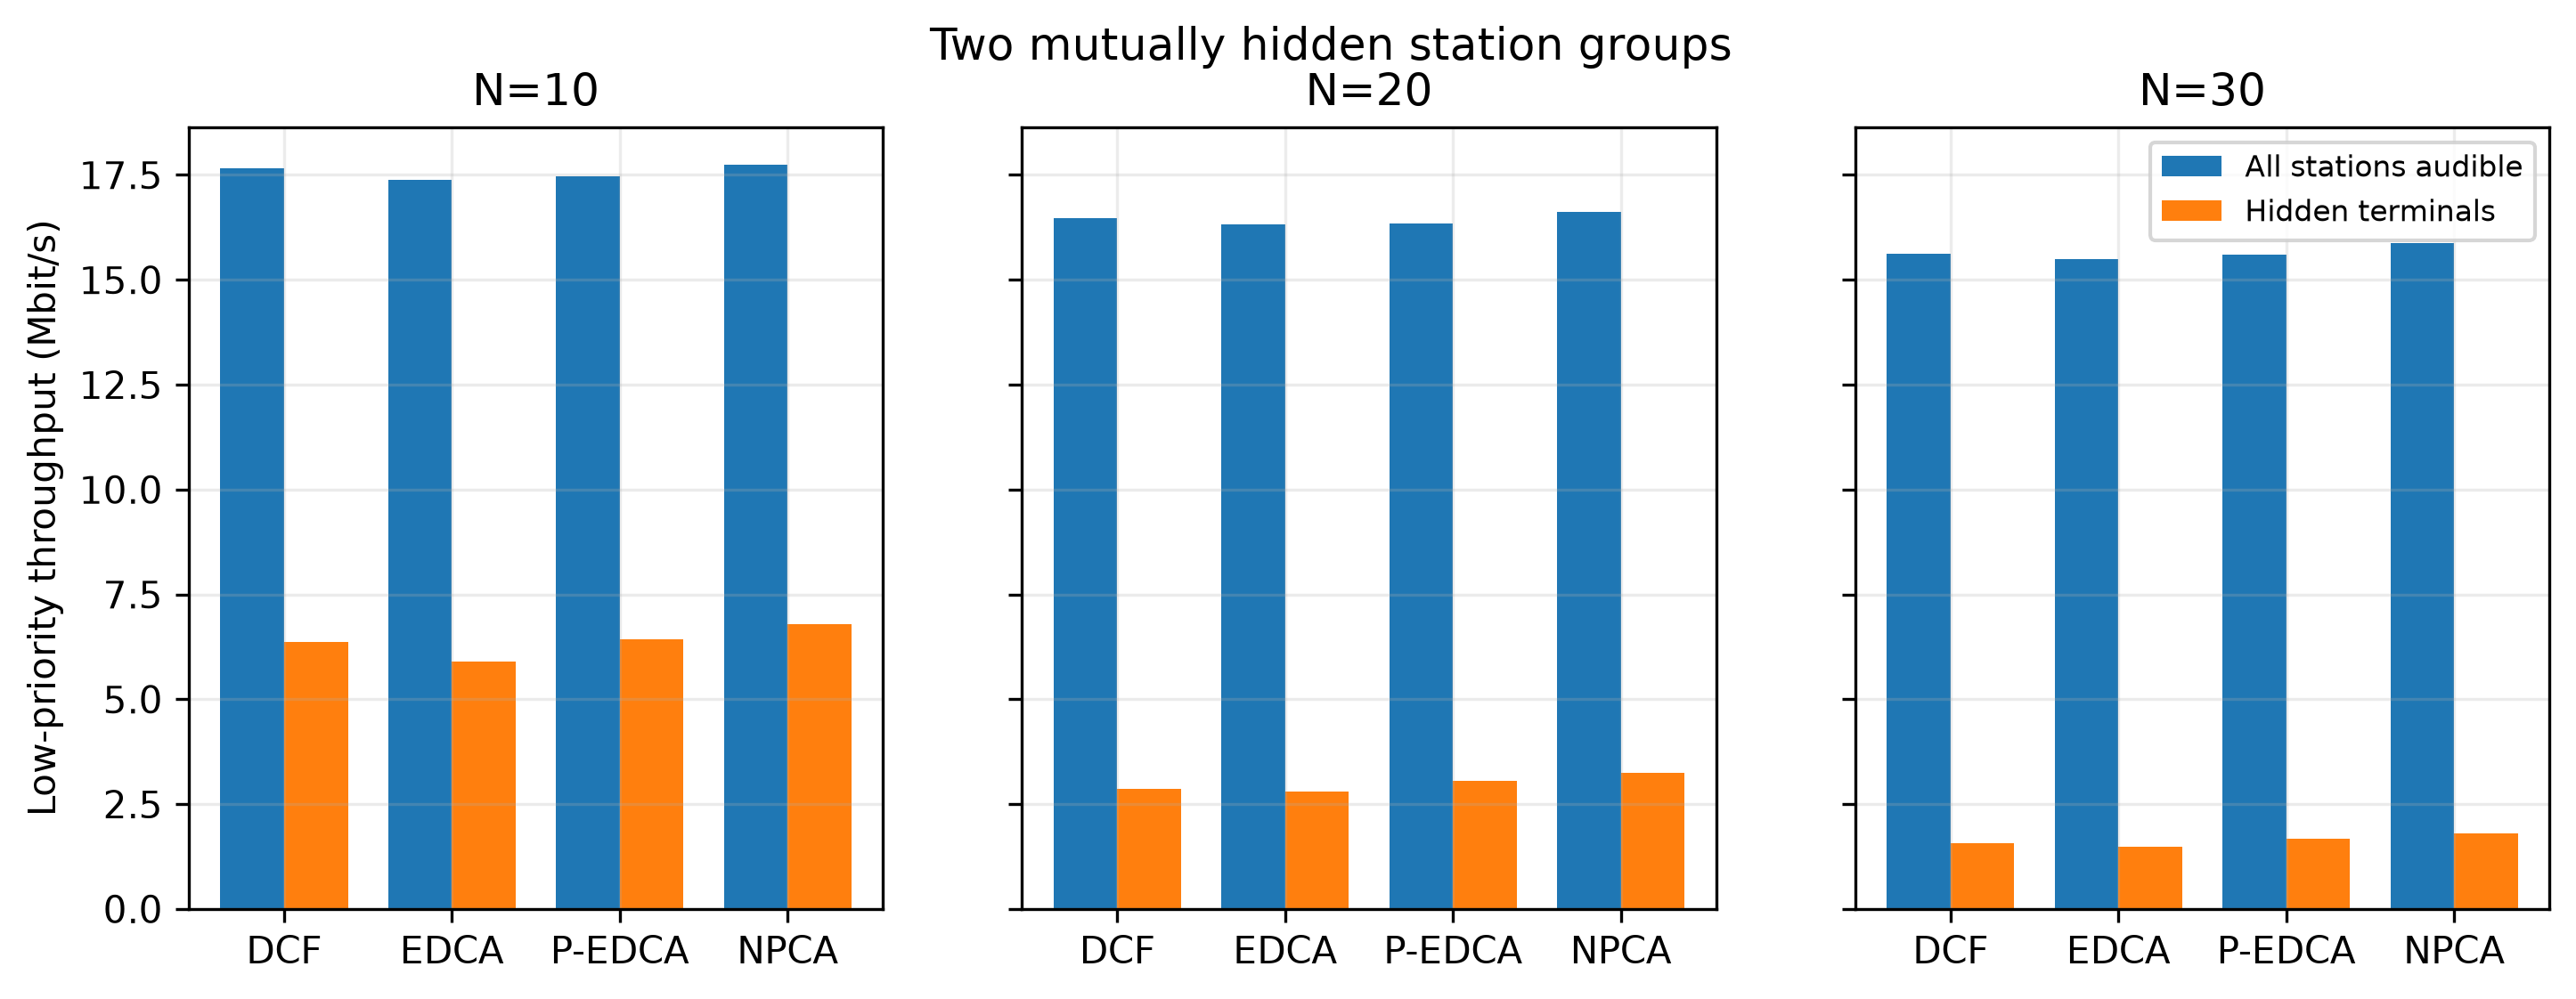 Two mutually hidden station groups
N=10
N=20
N=30
Low-priority throughput (Mbit/s)
17.5
15.0
12.5
10.0
7.5
5.0
2.5
0.0
All stations audible
Hidden terminals
DCF EDCA P-EDCA NPCA
DCF EDCA P-EDCA NPCA
DCF EDCA P-EDCA NPCA